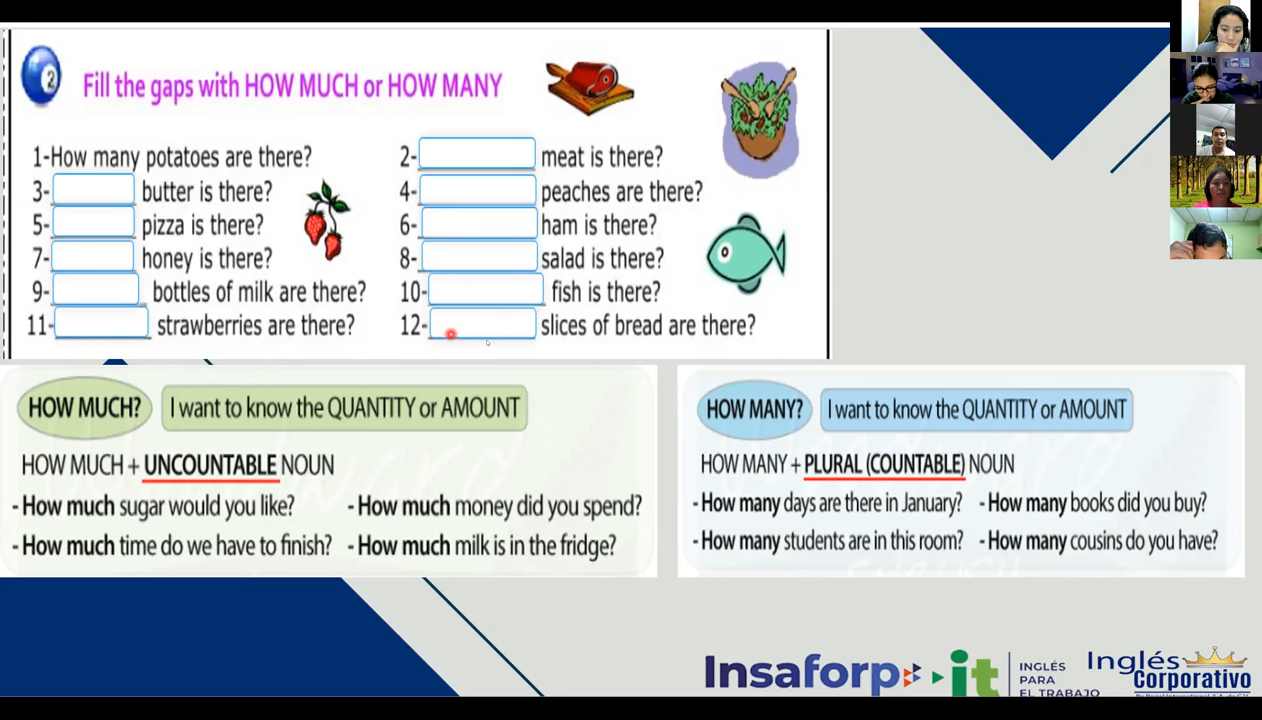 2
Fill the gaps with HOW MUCH or HOW MANY
1-How many potatoes are there?
2- meat is there?
3- butter is there?
4- peaches are there?
5- pizza is there?
6- ham is there?
7- honey is there?
8- salad is there?
9- bottles of milk are there?
10- fish is there?
11- strawberries are there?
12- slices of bread are there?
HOW MUCH? I want to know the QUANTITY or AMOUNT
HOW MUCH + UNCOUNTABLE NOUN
- How much sugar would you like? - How much money did you spend?
- How much time do we have to finish? - How much milk is in the fridge?
HOW MANY? I want to know the QUANTITY or AMOUNT
HOW MANY + PLURAL (COUNTABLE) NOUN
- How many days are there in January? - How many books did you buy?
- How many students are in this room? - How many cousins do you have?
Insaforp
it
INGLÉS
PARA
EL TRABAJO
Inglés
Corporativo